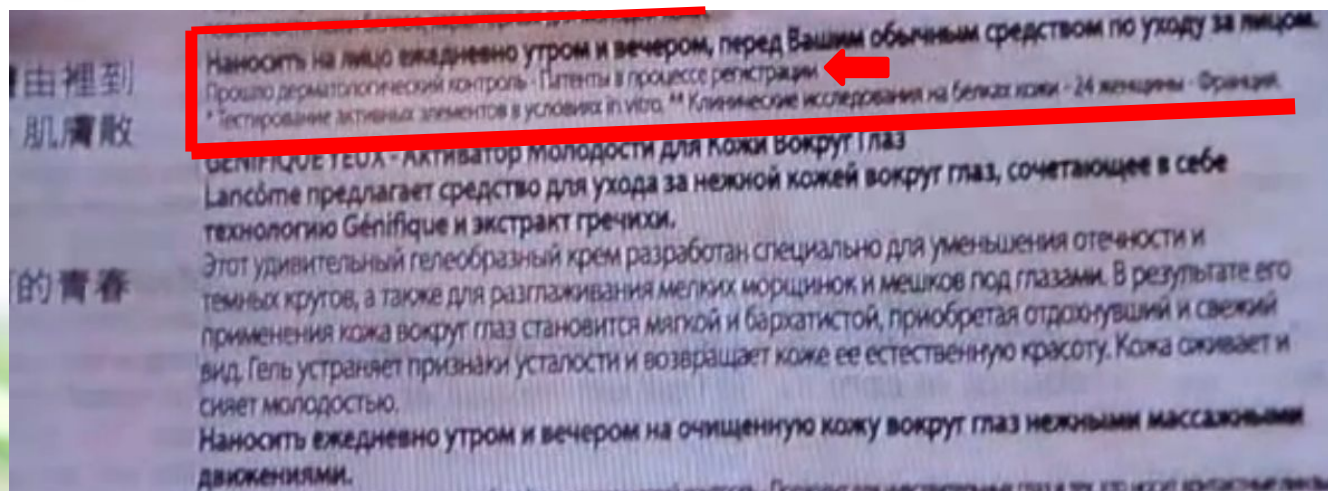 Наносить на лицо ежедневно утром и вечером, перед Вашим обычным средством по уходу за лицом.
Прошло дерматологический контроль - Патенты в процессе регистрации
* Тестирование активных элементов в условиях in vitro. ** Клинические исследования на белках кожи - 24 женщины - Франция.
由裡到
肌膚散
GÉNIFIQUE YEUX - Активатор Молодости для Кожи Вокруг Глаз
Lancôme предлагает средство для ухода за нежной кожей вокруг глаз, сочетающее в себе
технологию Génifique и экстракт гречихи.
Этот удивительный гелеобразный крем разработан специально для уменьшения отечности и
的青春
темных кругов, а также для разглаживания мелких морщинок и мешков под глазами. В результате его
применения кожа вокруг глаз становится мягкой и бархатистой, приобретая отдохнувший и свежий
вид. Гель устраняет признаки усталости и возвращает коже ее естественную красоту. Кожа оживает и
сияет молодостью.
Наносить ежедневно утром и вечером на очищенную кожу вокруг глаз нежными массажными
движениями.